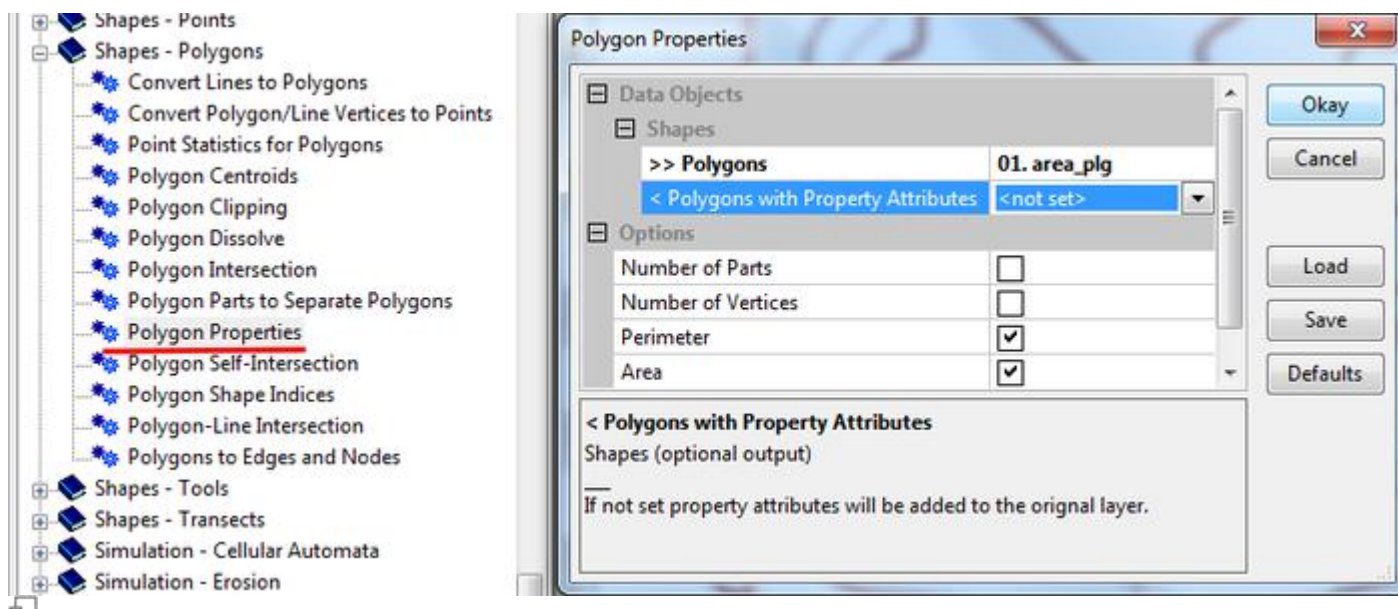 Shapes - Points
Shapes - Polygons
Convert Lines to Polygons
Convert Polygon/Line Vertices to Points
Point Statistics for Polygons
Polygon Centroids
Polygon Clipping
Polygon Dissolve
Polygon Intersection
Polygon Parts to Separate Polygons
Polygon Properties
Polygon Self-Intersection
Polygon Shape Indices
Polygon-Line Intersection
Polygons to Edges and Nodes
Shapes - Tools
Shapes - Transects
Simulation - Cellular Automata
Simulation - Erosion
Polygon Properties
Data Objects
Shapes
>> Polygons 01. area_plg
< Polygons with Property Attributes <not set>
Options
Number of Parts
Number of Vertices
Perimeter
Area
< Polygons with Property Attributes
Shapes (optional output)
If not set property attributes will be added to the orignal layer.
Okay
Cancel
Load
Save
Defaults